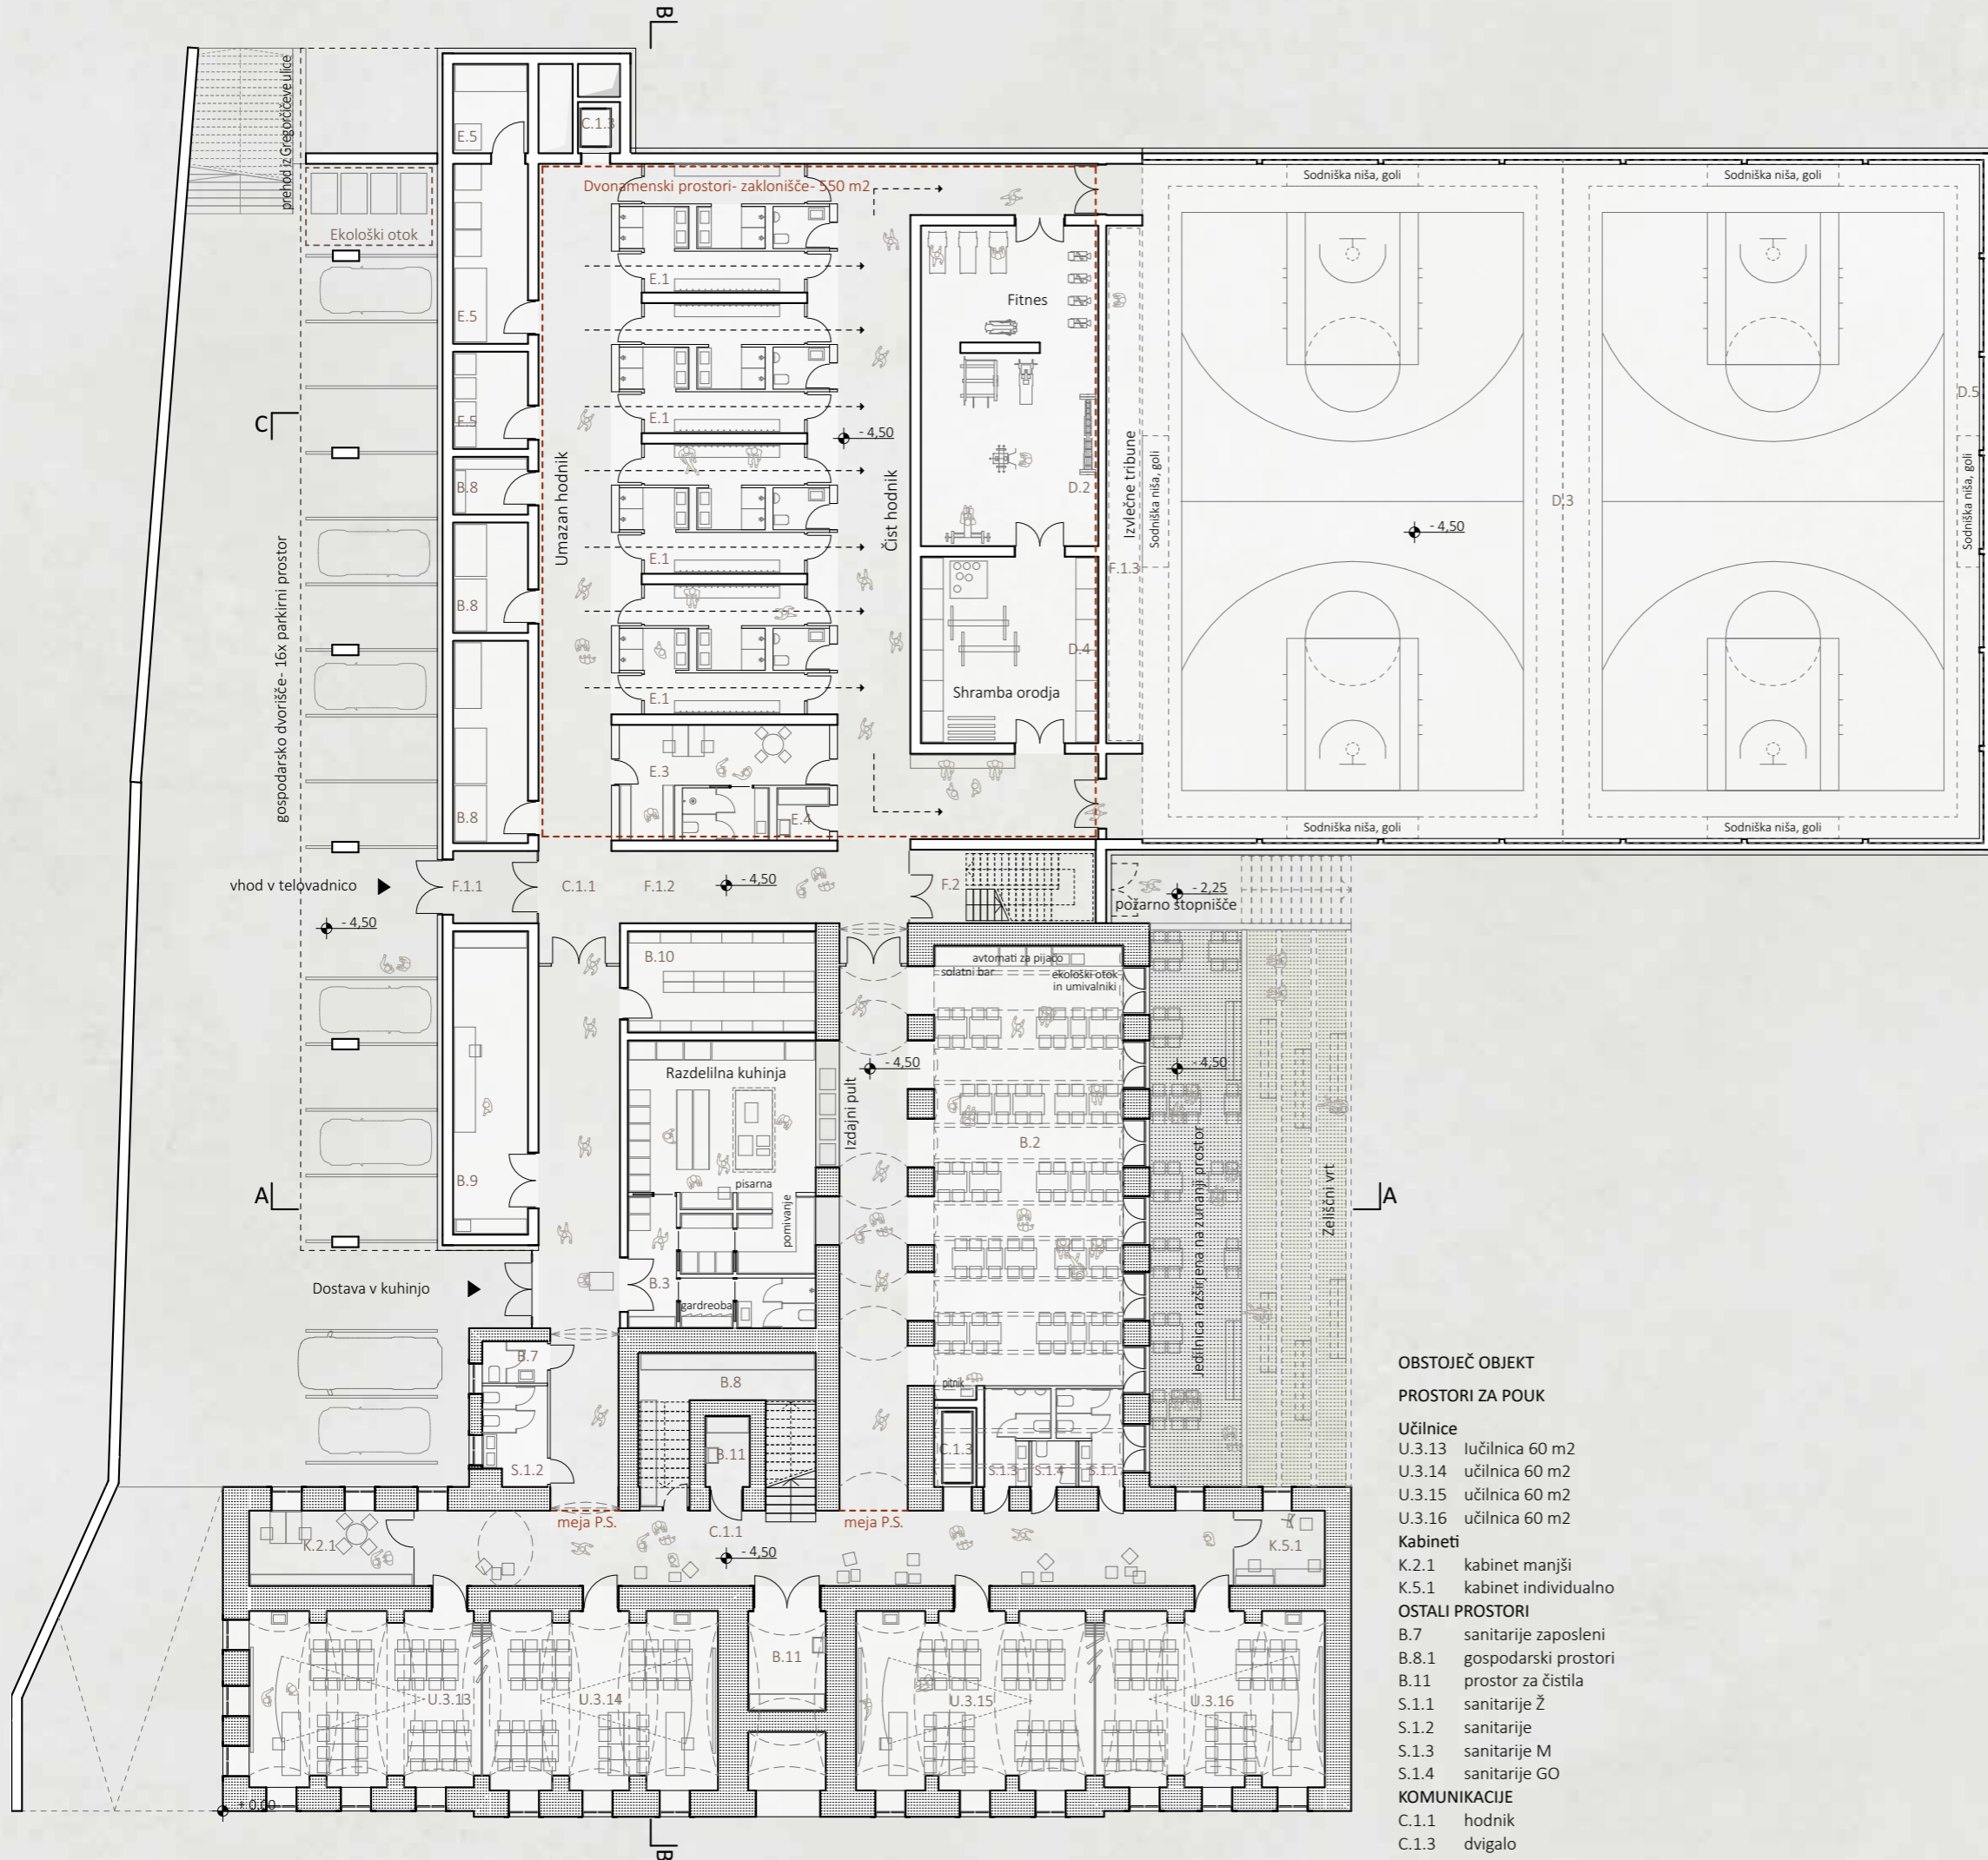 B
prehod iz Gregorčičeve ulice
E.5
C.1.3
Dvonamenski prostori- zaklonišče- 550 m2
Ekološki otok
Sodniška niša, goli
Sodniška niša, goli
E.1
Fitnes
E.5
D.5
C
E.5
E.1
- 4,50
Umazan hodnik
Čist hodnik
B.8
D.2
Izvlečne tribune
Sodniška niša, goli
D.3
Sodniška niša, goli
- 4,50
E.1
F.1.3
B.8
gospodarsko dvorišče- 16x parkirni prostor
D.4
Shramba orodja
E.1
E.3
E.4
B.8
Sodniška niša, goli
Sodniška niša, goli
vhod v telovadnico
F.1.1
C.1.1
F.1.2
- 4,50
F.2
- 2,25
požarno stopnišče
- 4,50
B.10
avtomati za pijačo
solatni bar
ekološki otok
in umivalniki
Razdelilna kuhinja
Izdajni pult
- 4,50
- 4,50
B.2
Jedilnica razširjena na zunanji prostor
Zeliščni vrt
A
B.9
pisarna
pomivanje
A
Dostava v kuhinjo
B.3
gardreoba
B.7
B.8
pitnik
B.11
C.1.3
S.1.2
S.1.3
S.1.4
S.1.1
meja P.S.
meja P.S.
C.1.1
K.2.1
- 4,50
K.5.1
B.11
U.3.13
U.3.14
U.3.15
U.3.16
± 0,00
B
OBSTOJEČ OBJEKT
PROSTORI ZA POUK
Učilnice
U.3.13 lučilnica 60 m2
U.3.14 učilnica 60 m2
U.3.15 učilnica 60 m2
U.3.16 učilnica 60 m2
Kabineti
K.2.1 kabinet manjši
K.5.1 kabinet individualno
OSTALI PROSTORI
B.7 sanitarije zaposleni
B.8.1 gospodarski prostori
B.11 prostor za čistila
S.1.1 sanitarije Ž
S.1.2 sanitarije
S.1.3 sanitarije M
S.1.4 sanitarije GO
KOMUNIKACIJE
C.1.1 hodnik
C.1.3 dvigalo